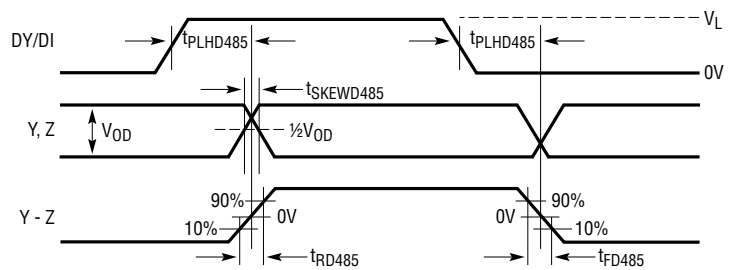 DY/DI
tPLHD485
tPLHD485
VL
0V
tSKEWD485
Y, Z
VOD
½VOD
Y - Z
90%
10%
0V
90%
0V
10%
tRD485
tFD485